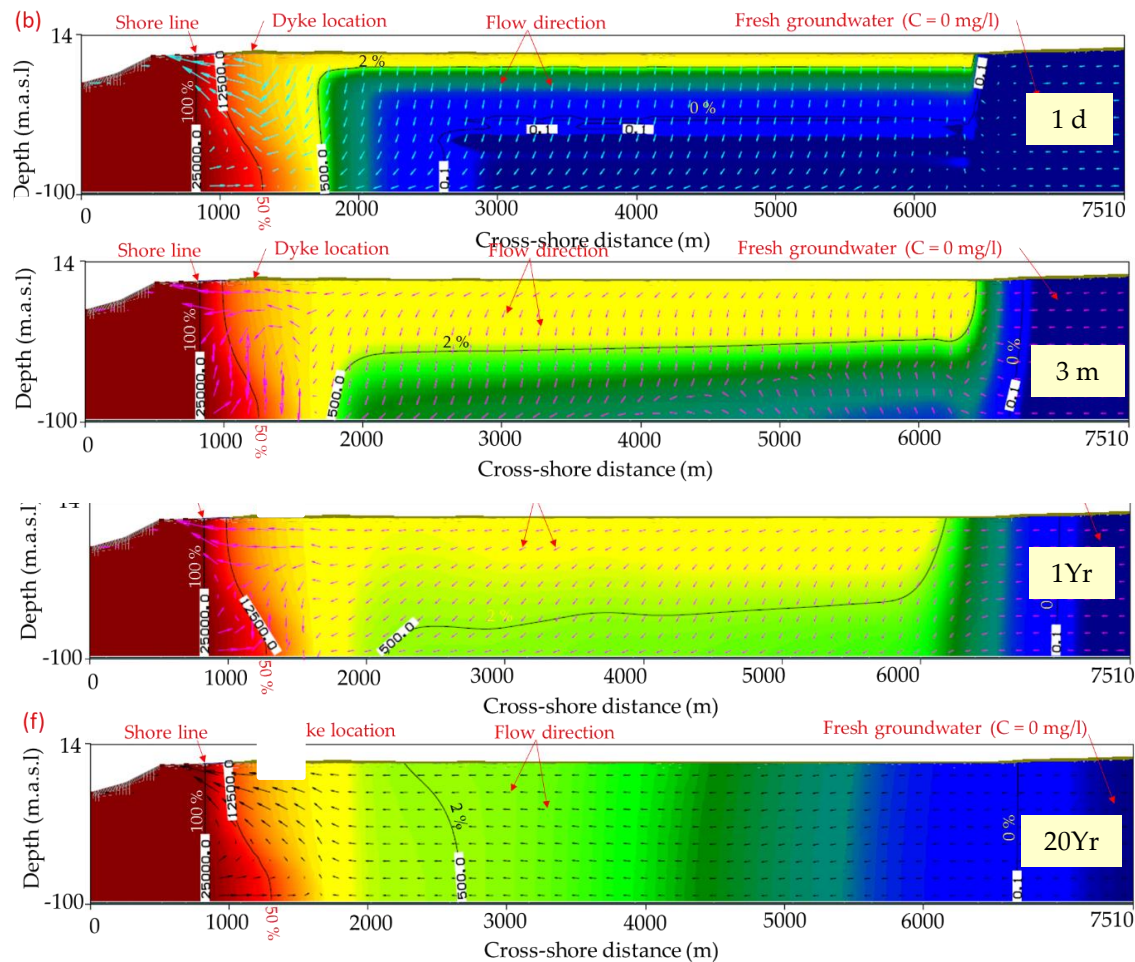 (b)
Shore line
Dyke location
Flow direction
Fresh groundwater (C = 0 mg/l)
14
Depth (m.a.s.l)
-100
100 %
12500.0
25000.0
50 %
500.0
2 %
0 %
0.1
0.1
0.1
0.1
1 d
0
1000
2000
3000
4000
5000
6000
7510
Cross-shore distance (m)
Shore line
Dyke location
Flow direction
Fresh groundwater (C = 0 mg/l)
14
Depth (m.a.s.l)
-100
100 %
25000.0
50 %
500.0
2 %
0 %
0.1
3 m
0
1000
2000
3000
4000
5000
6000
7510
Cross-shore distance (m)
14
Depth (m.a.s.l)
-100
100 %
25000.0
12500.0
50 %
500.0
2 %
0 %
0.1
1Yr
0
1000
2000
3000
4000
5000
6000
7510
Cross-shore distance (m)
(f)
Shore line
ke location
Flow direction
Fresh groundwater (C = 0 mg/l)
14
Depth (m.a.s.l)
-100
100 %
12500.0
25000.0
50 %
2%
500.0
0 %
0.1
20Yr
0
1000
2000
3000
4000
5000
6000
7510
Cross-shore distance (m)